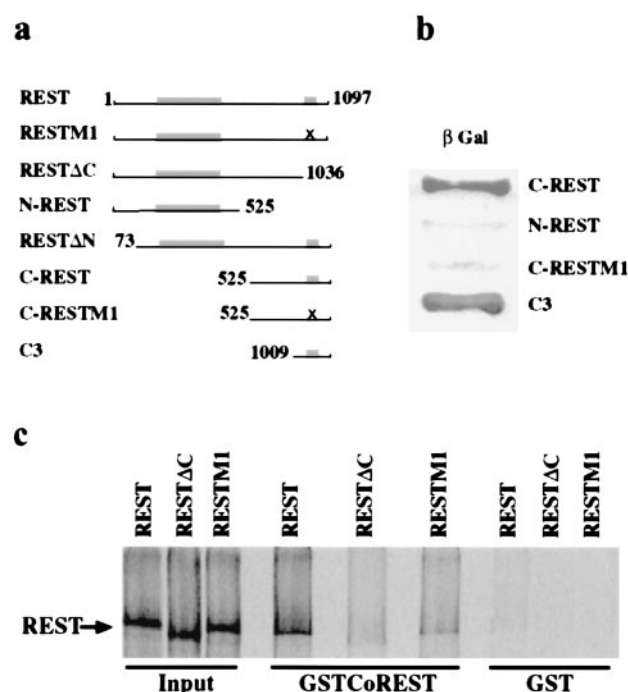 a
REST 1 1097
RESTM1 x
RESTΔC 1036
N-REST 525
RESTΔN 73
C-REST 525
C-RESTM1 525 x
C3 1009
b
β Gal
C-REST
N-REST
C-RESTM1
C3
c
REST RESTΔC RESTM1 REST RESTΔC RESTM1 REST RESTΔC RESTM1
REST
Input GSTCoREST GST